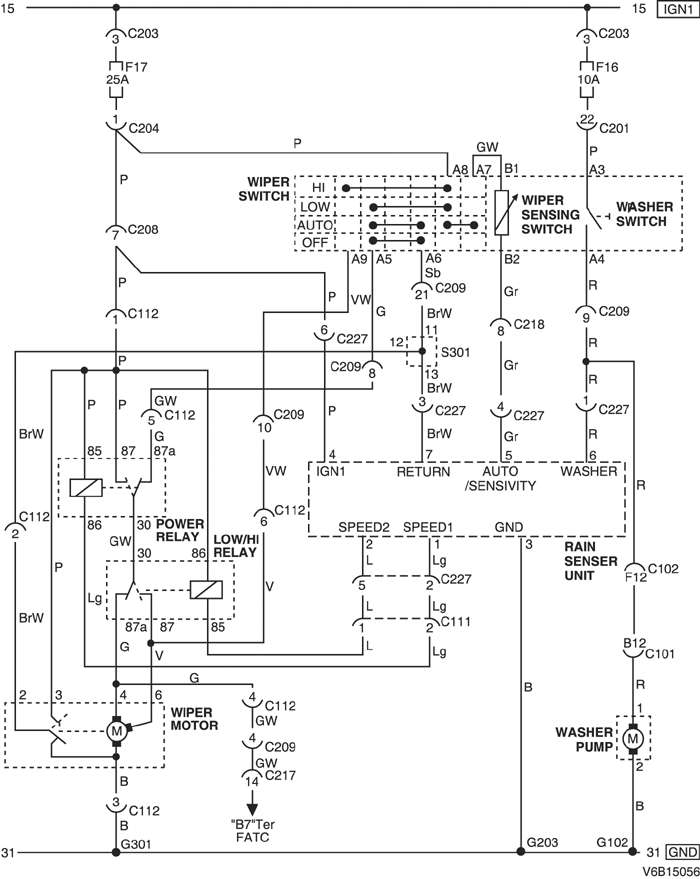 15
15 IGN1
3 C203
3 C203
F17
25A
F16
10A
1 C204
22 C201
P
P
GW
A8 A7 B1 A3
WIPER
SWITCH
HI
LOW
AUTO
OFF
WIPER
SENSING
SWITCH
WASHER
SWITCH
P
7 C208
A9 A5 A6 B2 A4
Sb
VW
G
21 C209
Gr
R
P
P
BrW
9 C209
1 C112
6 C227
11
8 C218
12
S301
R
P
C209 8
13
BrW
Gr
R
GW
5 C112
3 C227
4 C227
1 C227
BrW
P
P
G
10 C209
P
BrW
Gr
R
85 87 87a
4 7 5 6
IGN1
RETURN
AUTO
/SENSIVITY
WASHER
VW
R
C112
2
86 30
POWER
RELAY
6 C112
SPEED2
SPEED1
GND
GW
LOW/HI
RELAY
30 86
2 1 3
RAIN
SENSER
UNIT
L
Lg
P
V
5 2 C227
F12 C102
Lg
BrW
L
Lg
87a 87 85
1 2 C111
G
V
L
Lg
B12
C101
G
2 3 4 6
4 C112
B
R
WIPER
MOTOR
GW
1
M
4 C209
WASHER
PUMP
M
GW
B
14 C217
2
3 C112
B
B
"B7"Ter
FATC
G301
G203
G102
31
31 GND
V6B15056